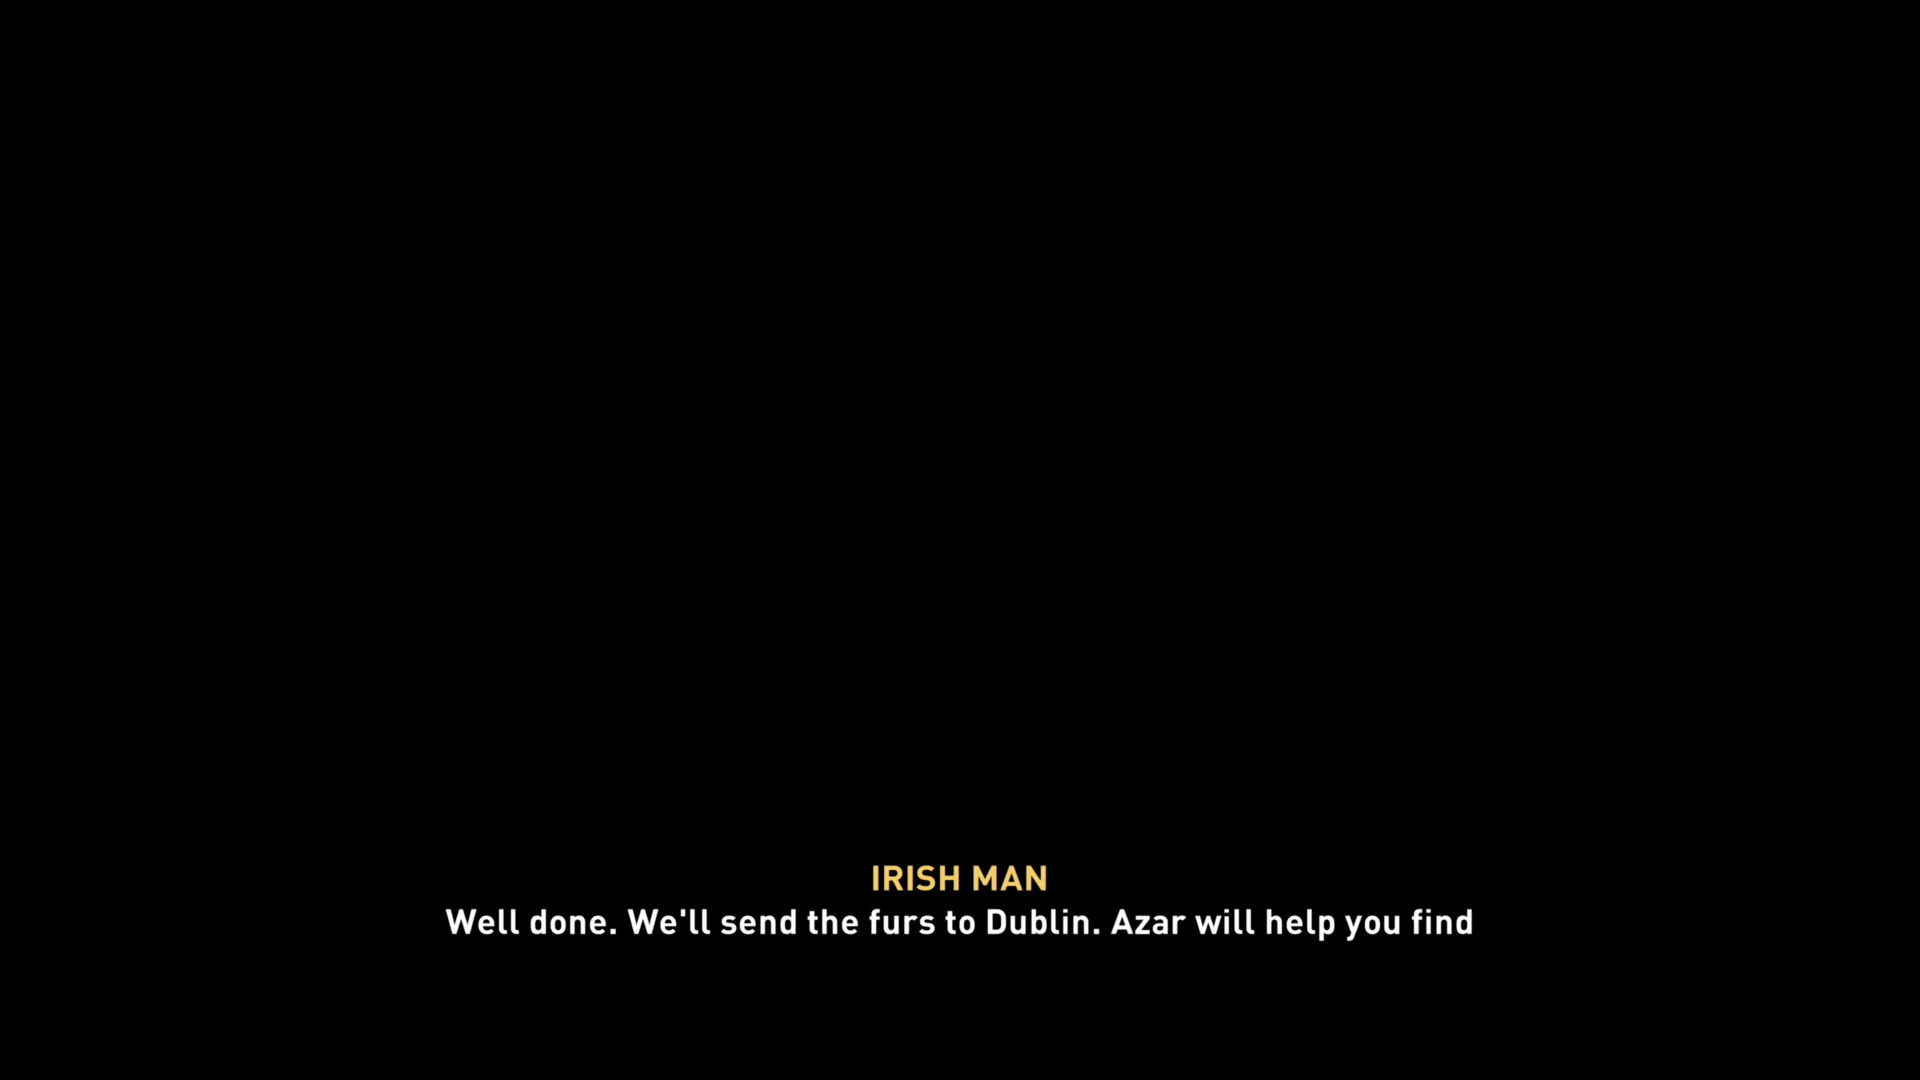 IRISH MAN
Well done. We'll send the furs to Dublin. Azar will help you find